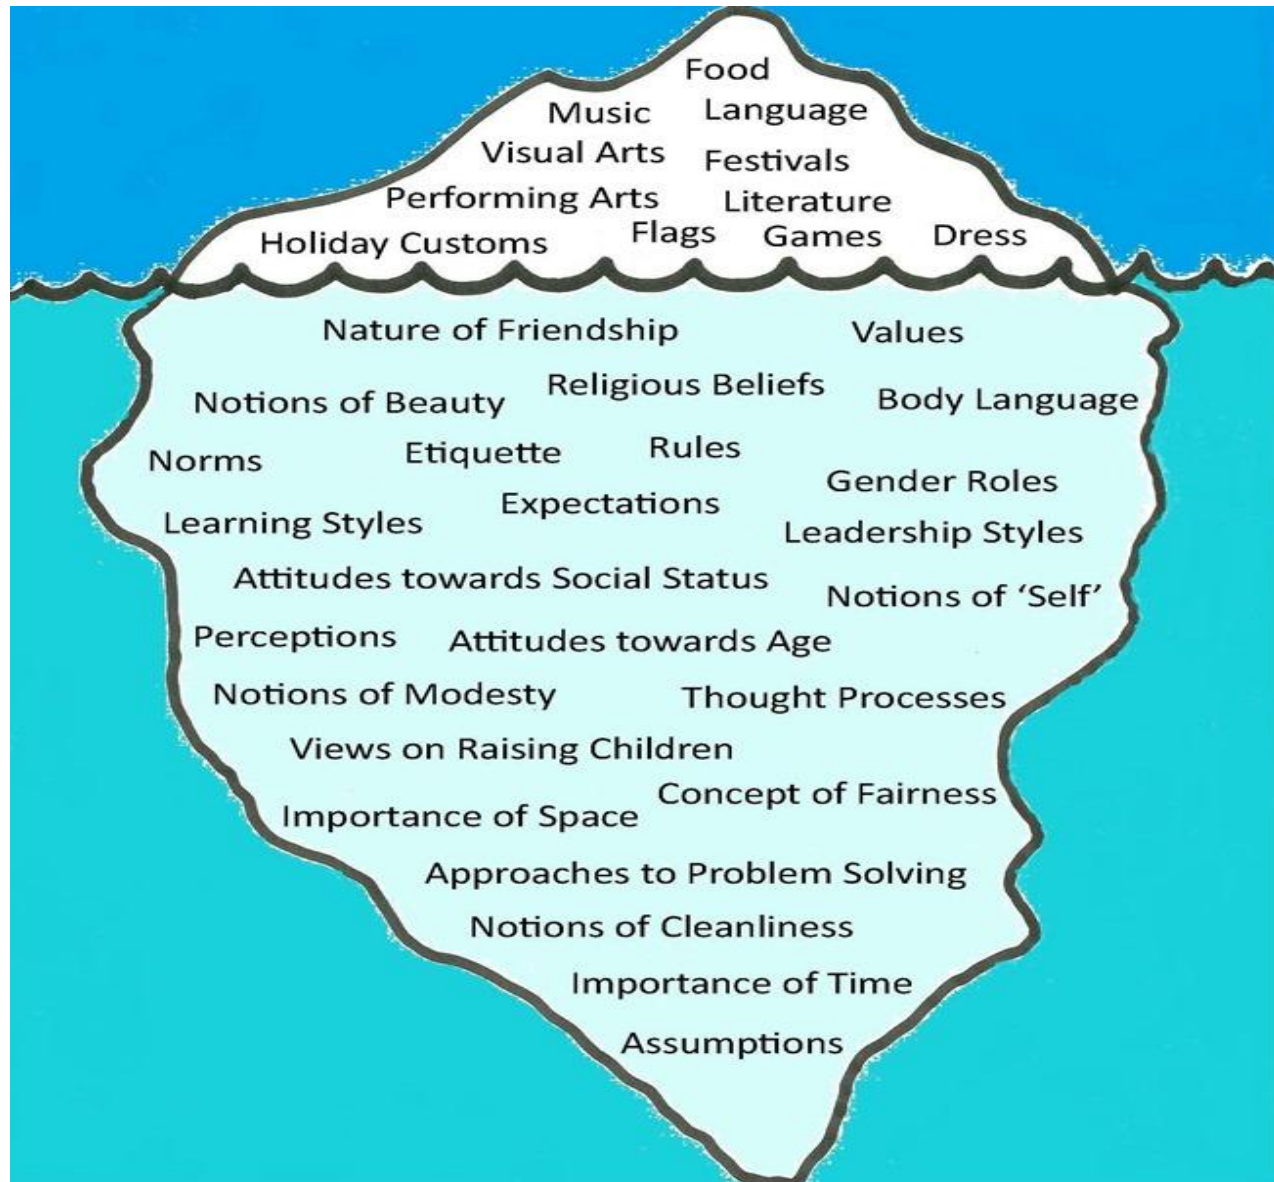 Food
Music
Language
Visual Arts
Festivals
Performing Arts
Literature
Holiday Customs
Flags
Games
Dress
Nature of Friendship
Values
Religious Beliefs
Notions of Beauty
Body Language
Norms
Etiquette
Rules
Gender Roles
Expectations
Learning Styles
Leadership Styles
Attitudes towards Social Status
Notions of ‘Self’
Perceptions
Attitudes towards Age
Notions of Modesty
Thought Processes
Views on Raising Children
Concept of Fairness
Importance of Space
Approaches to Problem Solving
Notions of Cleanliness
Importance of Time
Assumptions